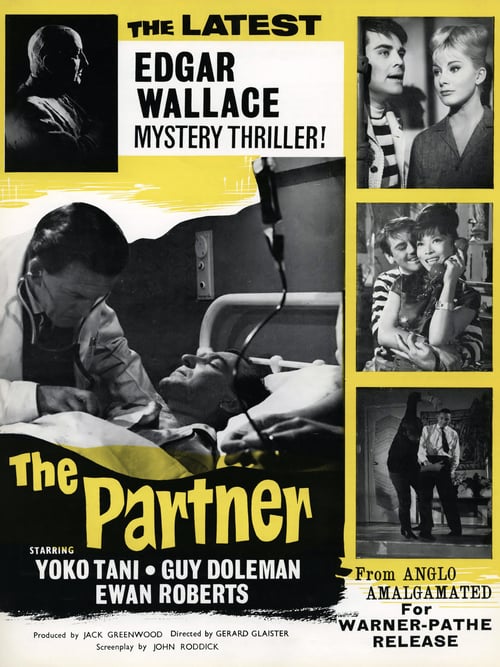 THE LATEST
EDGAR
WALLACE
MYSTERY THRILLER!
The
Partner
STARRING
YOKO TANI • GUY DOLEMAN
EWAN ROBERTS
Produced by JACK GREENWOOD Directed by GERARD GLAISTER
Screenplay by JOHN RODDICK
From ANGLO
AMALGAMATED
For
WARNER-PATHE
RELEASE